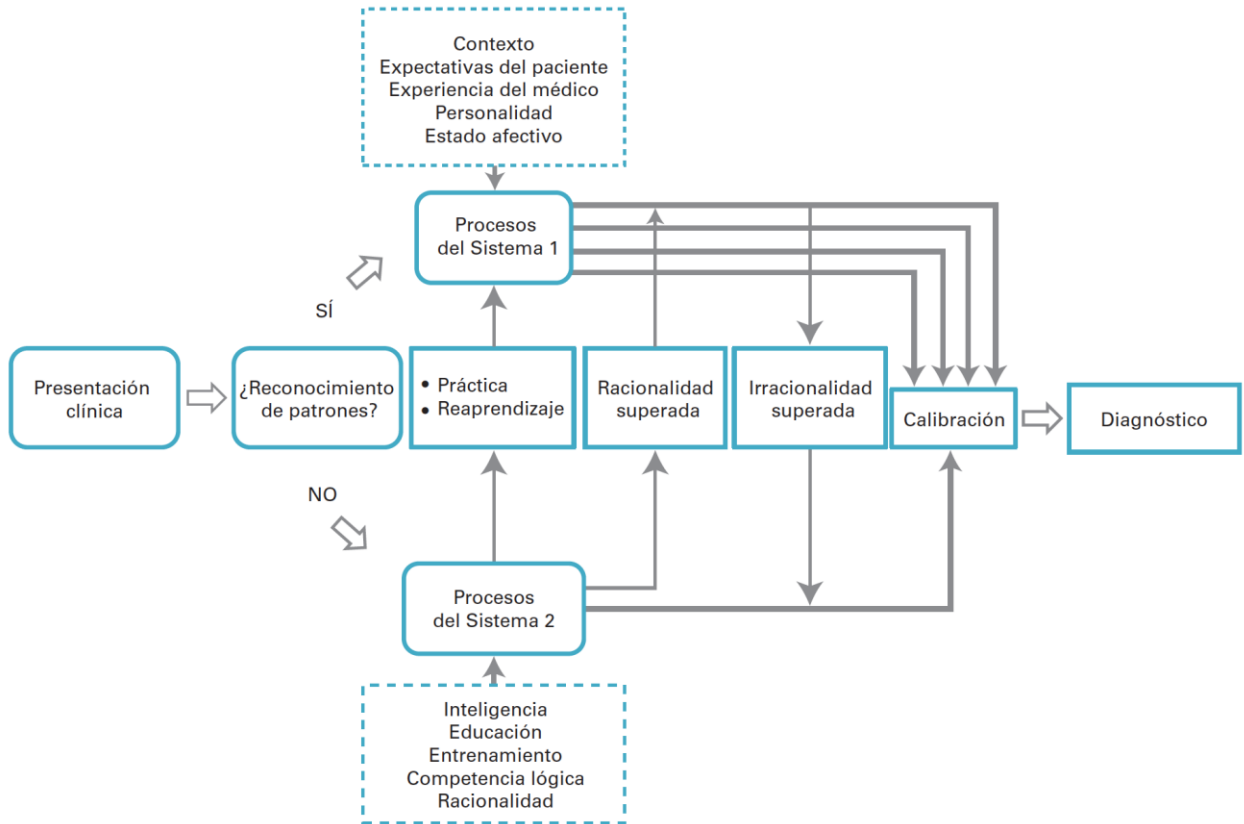 Contexto
Expectativas del paciente
Experiencia del médico
Personalidad
Estado afectivo
Procesos
del Sistema 1
SÍ
Presentación
clínica
¿Reconocimiento
de patrones?
• Práctica
• Reaprendizaje
Racionalidad
superada
Irracionalidad
superada
Calibración
Diagnóstico
NO
Procesos
del Sistema 2
Inteligencia
Educación
Entrenamiento
Competencia lógica
Racionalidad